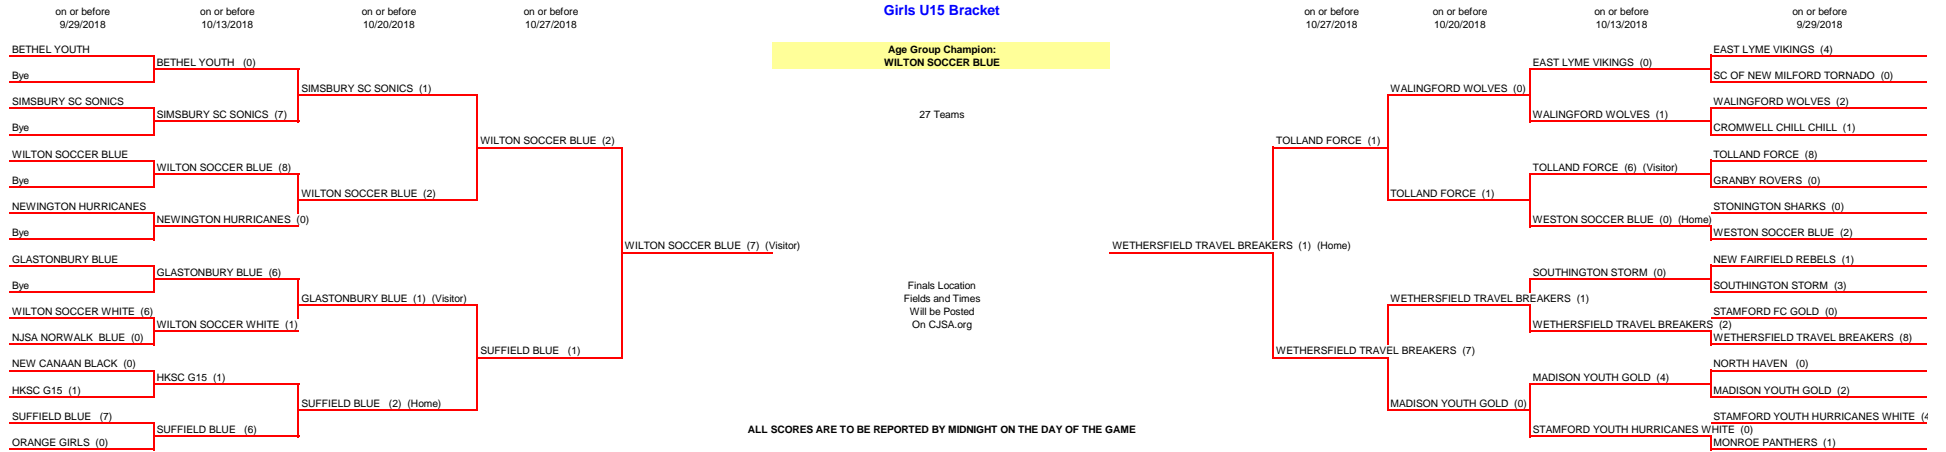 Girls U15 Bracket
on or before
9/29/2018
on or before
10/13/2018
on or before
10/20/2018
on or before
10/27/2018
on or before
10/27/2018
on or before
10/20/2018
on or before
10/13/2018
on or before
9/29/2018
BETHEL YOUTH
Bye
SIMSBURY SC SONICS
Bye
WILTON SOCCER BLUE
Bye
NEWINGTON HURRICANES
Bye
GLASTONBURY BLUE
Bye
WILTON SOCCER WHITE (6)
NJSA NORWALK BLUE (0)
NEW CANAAN BLACK (0)
HKSC G15 (1)
SUFFIELD BLUE (7)
ORANGE GIRLS (0)
BETHEL YOUTH (0)
SIMSBURY SC SONICS (7)
WILTON SOCCER BLUE (8)
NEWINGTON HURRICANES (0)
GLASTONBURY BLUE (6)
WILTON SOCCER WHITE (1)
HKSC G15 (1)
SUFFIELD BLUE (6)
SIMSBURY SC SONICS (1)
WILTON SOCCER BLUE (2)
GLASTONBURY BLUE (1) (Visitor)
SUFFIELD BLUE (2) (Home)
WILTON SOCCER BLUE (2)
SUFFIELD BLUE (1)
WILTON SOCCER BLUE (7) (Visitor)
Age Group Champion:
WILTON SOCCER BLUE
27 Teams
Finals Location
Fields and Times
Will be Posted
On CJSA.org
ALL SCORES ARE TO BE REPORTED BY MIDNIGHT ON THE DAY OF THE GAME
WETHERSFIELD TRAVEL BREAKERS (1) (Home)
TOLLAND FORCE (1)
WETHERSFIELD TRAVEL BREAKERS (7)
WALINGFORD WOLVES (0)
TOLLAND FORCE (1)
WETHERSFIELD TRAVEL BREAKERS (1)
MADISON YOUTH GOLD (0)
EAST LYME VIKINGS (0)
WALINGFORD WOLVES (1)
TOLLAND FORCE (6) (Visitor)
WESTON SOCCER BLUE (0) (Home)
SOUTHINGTON STORM (0)
WETHERSFIELD TRAVEL BREAKERS (2)
MADISON YOUTH GOLD (4)
STAMFORD YOUTH HURRICANES WHITE (0)
EAST LYME VIKINGS (4)
SC OF NEW MILFORD TORNADO (0)
WALINGFORD WOLVES (2)
CROMWELL CHILL CHILL (1)
TOLLAND FORCE (8)
GRANBY ROVERS (0)
STONINGTON SHARKS (0)
WESTON SOCCER BLUE (2)
NEW FAIRFIELD REBELS (1)
SOUTHINGTON STORM (3)
STAMFORD FC GOLD (0)
WETHERSFIELD TRAVEL BREAKERS (8)
NORTH HAVEN (0)
MADISON YOUTH GOLD (2)
STAMFORD YOUTH HURRICANES WHITE (4
MONROE PANTHERS (1)